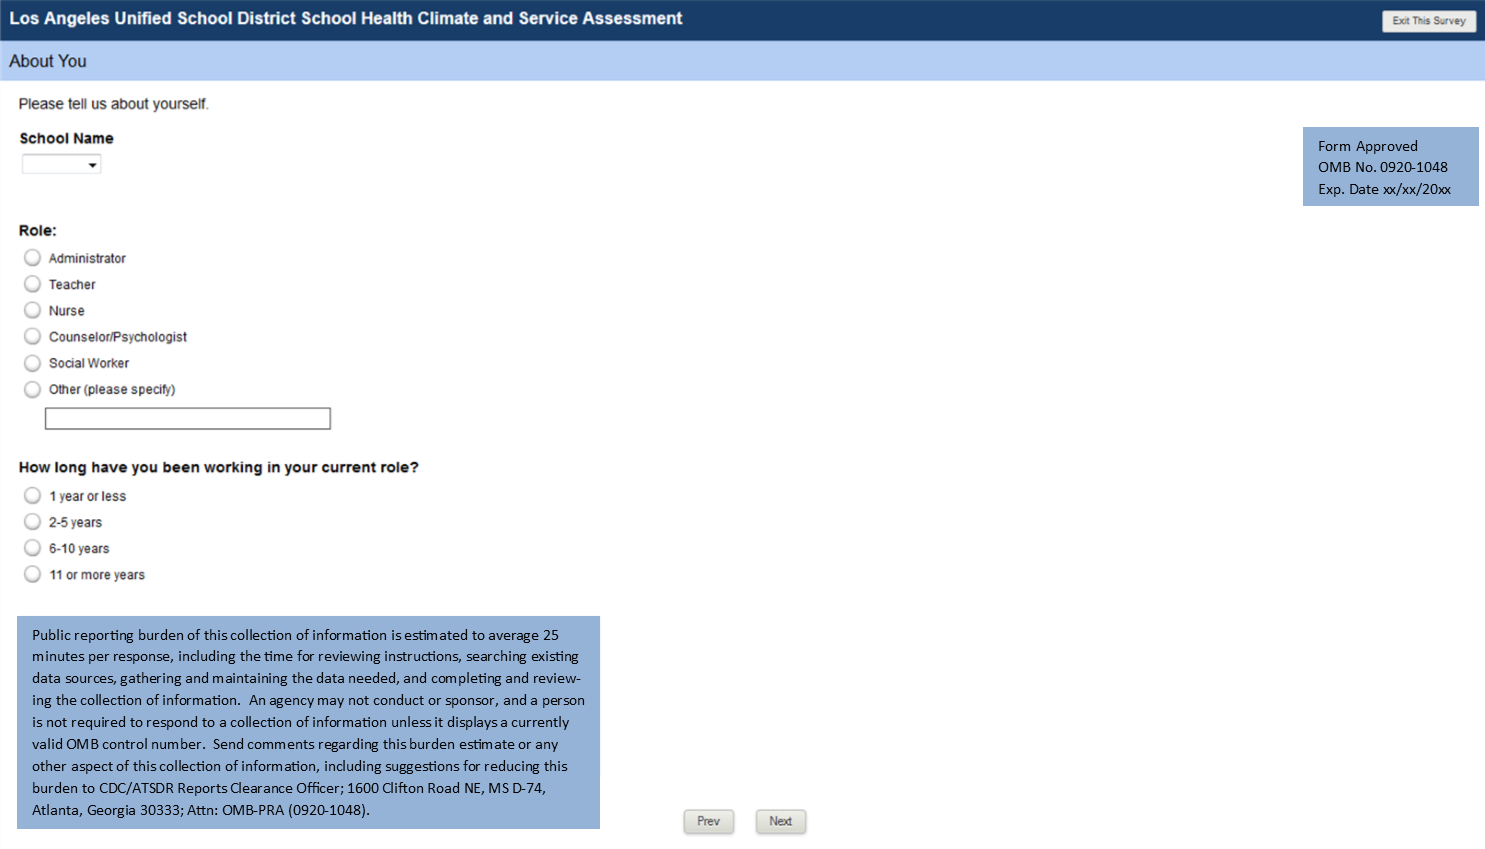 Los Angeles Unified School District School Health Climate and Service Assessment
Exit This Survey
About You
Please tell us about yourself.
School Name
Form Approved
OMB No. 0920-1048
Exp. Date xx/xx/20xx
Role:
Administrator
Teacher
Nurse
Counselor/Psychologist
Social Worker
Other (please specify)
How long have you been working in your current role?
1 year or less
2-5 years
6-10 years
11 or more years
Public reporting burden of this collection of information is estimated to average 25
minutes per response, including the time for reviewing instructions, searching existing
data sources, gathering and maintaining the data needed, and completing and review-
ing the collection of information.  An agency may not conduct or sponsor, and a person
is not required to respond to a collection of information unless it displays a currently
valid OMB control number.  Send comments regarding this burden estimate or any
other aspect of this collection of information, including suggestions for reducing this
burden to CDC/ATSDR Reports Clearance Officer; 1600 Clifton Road NE, MS D-74,
Atlanta, Georgia 30333; Attn: OMB-PRA (0920-1048).
Prev
Next